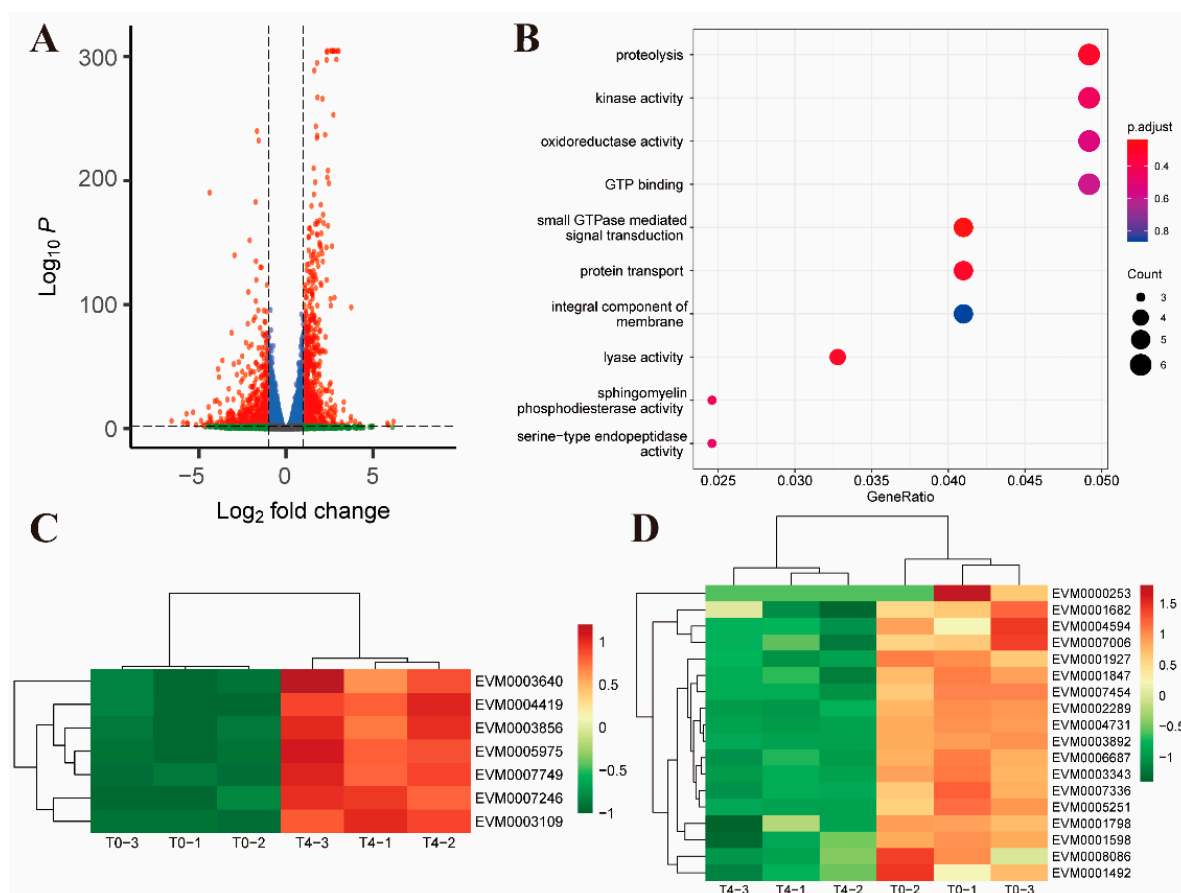 A
300
200
100
0
−5
0
5
Log10 P
Log2 fold change
B
proteolysis
kinase activity
oxidoreductase activity
GTP binding
small GTPase mediated
signal transduction
protein transport
integral component of
membrane
lyase activity
sphingomyelin
phosphodiesterase activity
serine−type endopeptidase
activity
0.025
0.030
0.035
0.040
0.045
0.050
GeneRatio
p.adjust
0.4
0.6
0.8
Count
3
4
5
6
C
EVM0003640
EVM0004419
EVM0003856
EVM0005975
EVM0007749
EVM0007246
EVM0003109
T0−3
T0−1
T0−2
T4−3
T4−1
T4−2
1
0.5
0
−0.5
−1
D
EVM0000253
EVM0001682
EVM0004594
EVM0007006
EVM0001927
EVM0001847
EVM0007454
EVM0002289
EVM0004731
EVM0003892
EVM0006687
EVM0003343
EVM0007336
EVM0005251
EVM0001798
EVM0001598
EVM0008086
EVM0001492
T4−3
T4−1
T4−2
T0−2
T0−1
T0−3
1.5
1
0.5
0
−0.5
−1